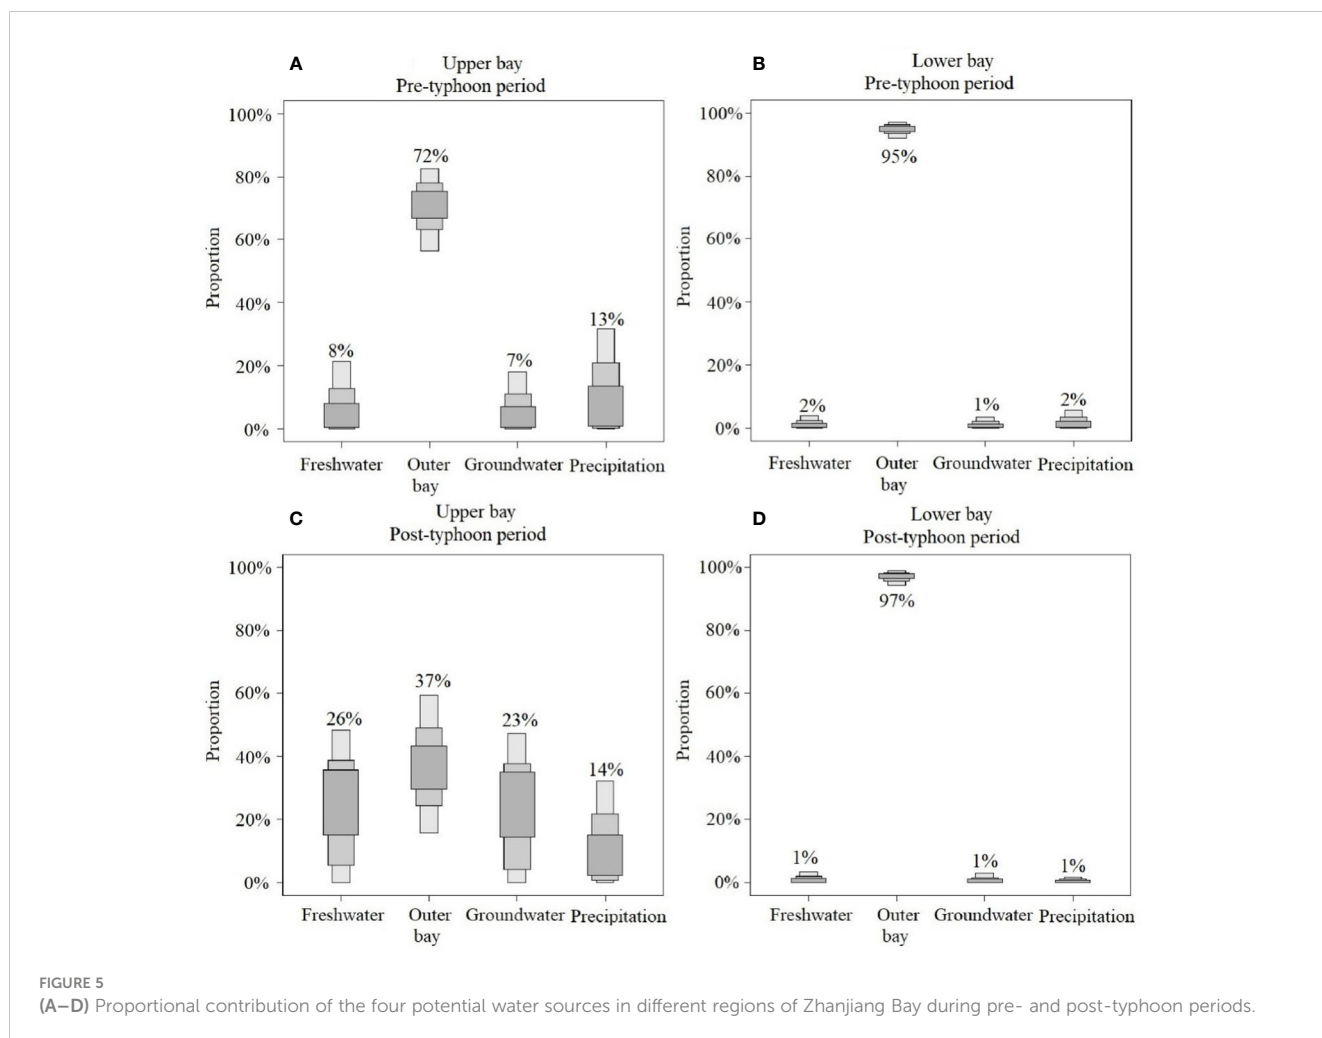 A
Upper bay
Pre-typhoon period
100%
80%
60%
40%
20%
0%
Proportion
72%
8%
7%
13%
Freshwater
Outer bay
Groundwater
Precipitation
B
Lower bay
Pre-typhoon period
100%
80%
60%
40%
20%
0%
Proportion
95%
2%
1%
2%
Freshwater
Outer bay
Groundwater
Precipitation
C
Upper bay
Post-typhoon period
100%
80%
60%
40%
20%
0%
Proportion
26%
37%
23%
14%
Freshwater
Outer bay
Groundwater
Precipitation
D
Lower bay
Post-typhoon period
100%
80%
60%
40%
20%
0%
Proportion
97%
1%
1%
1%
Freshwater
Outer bay
Groundwater
Precipitation
FIGURE 5
(A–D) Proportional contribution of the four potential water sources in different regions of Zhanjiang Bay during pre- and post-typhoon periods.